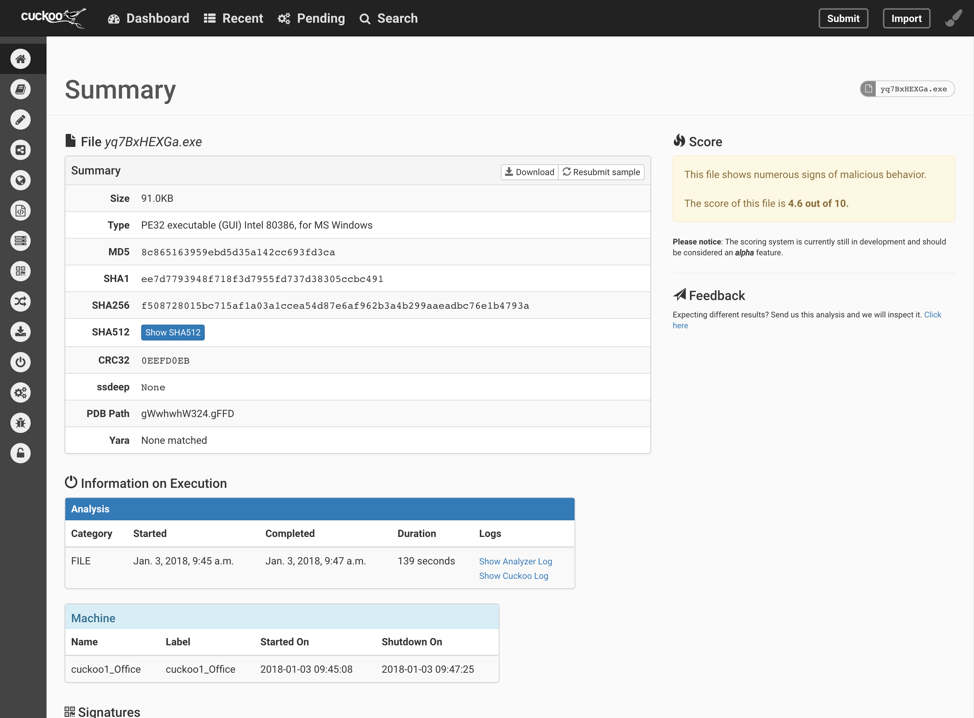 cuckoo Dashboard Recent Pending Search Submit Import
Summary
yq7BxHEXGa.exe
File yq7BxHEXGa.exe
Summary Download Resubmit sample
Size 91.0KB
Type PE32 executable (GUI) Intel 80386, for MS Windows
MD5 8c865163959ebd5d35a142cc693fd3ca
SHA1 ee7d7793948f718f3d7955fd737d38305ccbc491
SHA256 f508728015bc715af1a03a1ccea54d87e6af962b3a4b299aaeadbc76e1b4793a
SHA512 Show SHA512
CRC32 0EEFD0EB
ssdeep None
PDB Path gWwhwhW324.gFFD
Yara None matched
Score
This file shows numerous signs of malicious behavior.
The score of this file is 4.6 out of 10.
Please notice: The scoring system is currently still in development and should
be considered an alpha feature.
Feedback
Expecting different results? Send us this analysis and we will inspect it. Click
here
Information on Execution
Analysis
Category Started Completed Duration Logs
FILE Jan. 3, 2018, 9:45 a.m. Jan. 3, 2018, 9:47 a.m. 139 seconds Show Analyzer Log
Show Cuckoo Log
Machine
Name Label Started On Shutdown On
cuckoo1_Office cuckoo1_Office 2018-01-03 09:45:08 2018-01-03 09:47:25
Signatures